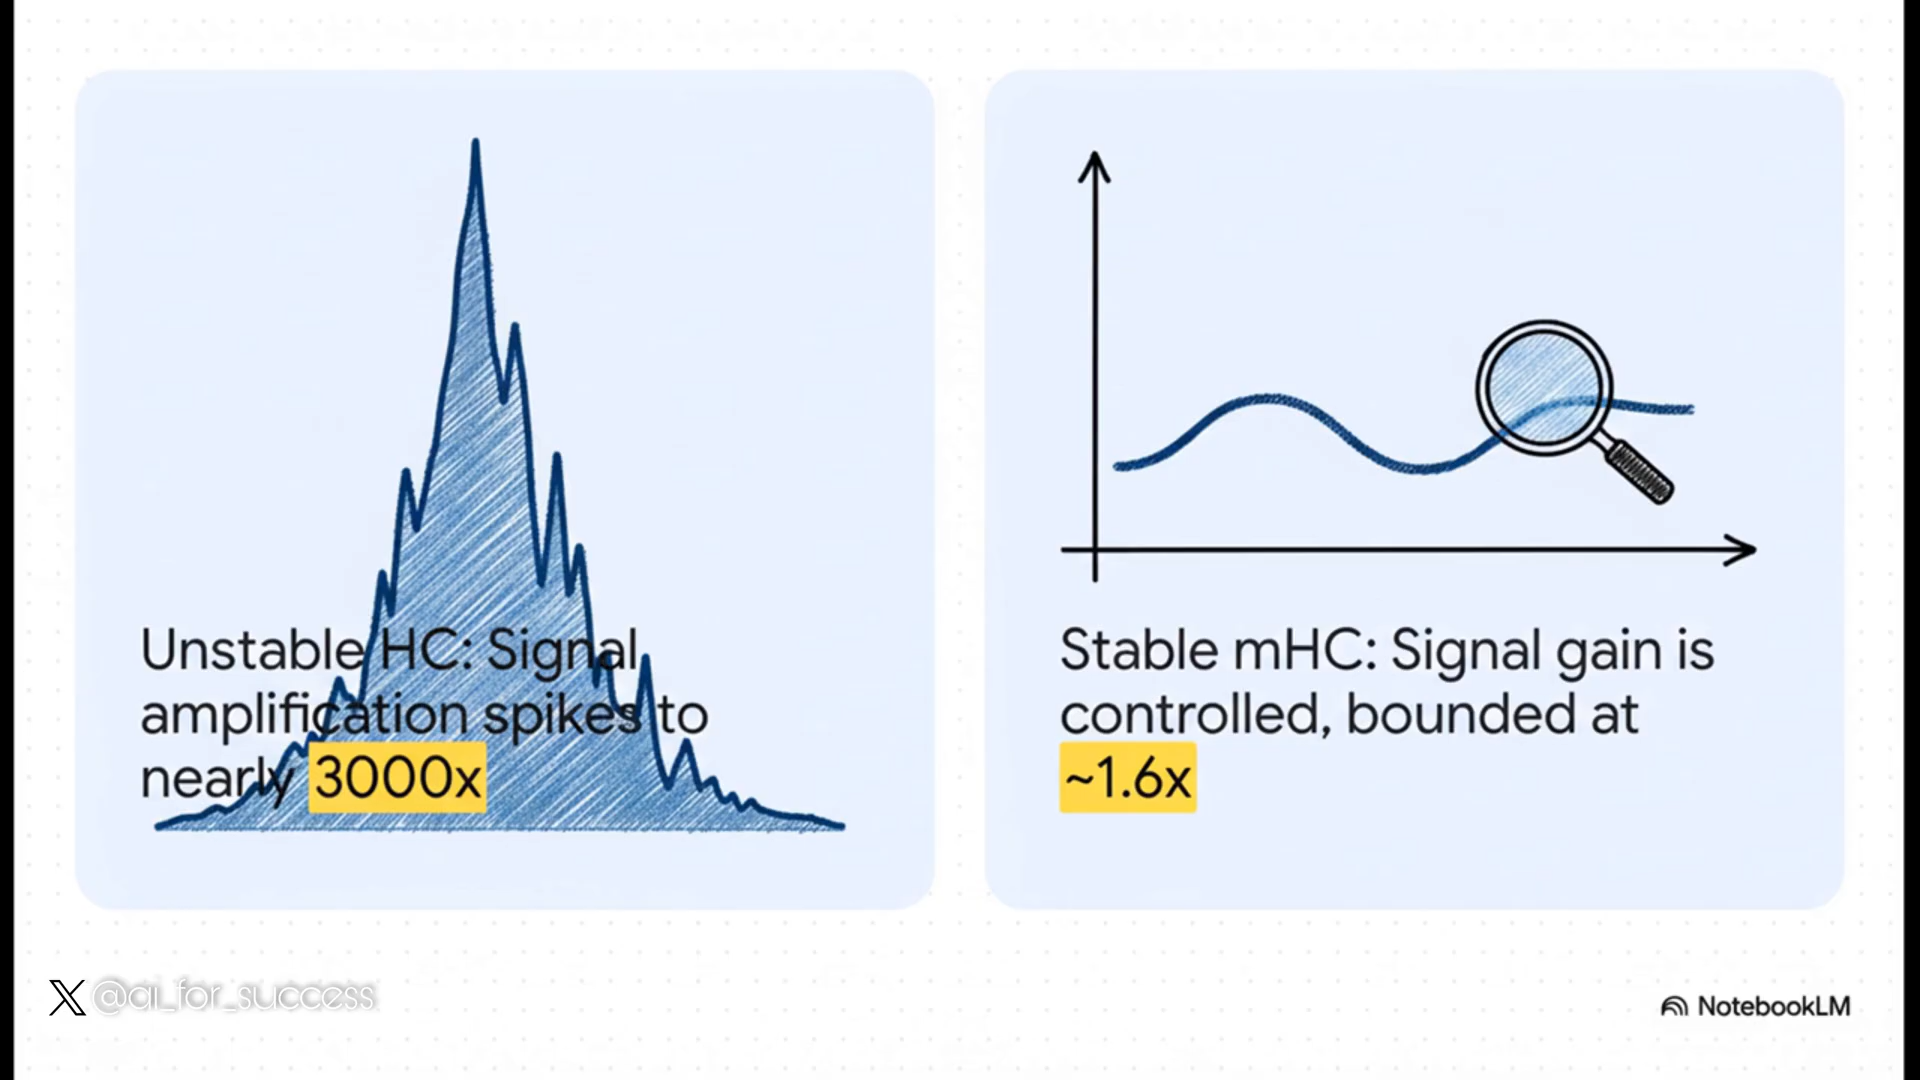 Unstable HC: Signal
amplification spikes to
nearly 3000x
Stable mHC: Signal gain is
controlled, bounded at
~1.6x
@ai_for_success
NotebookLM